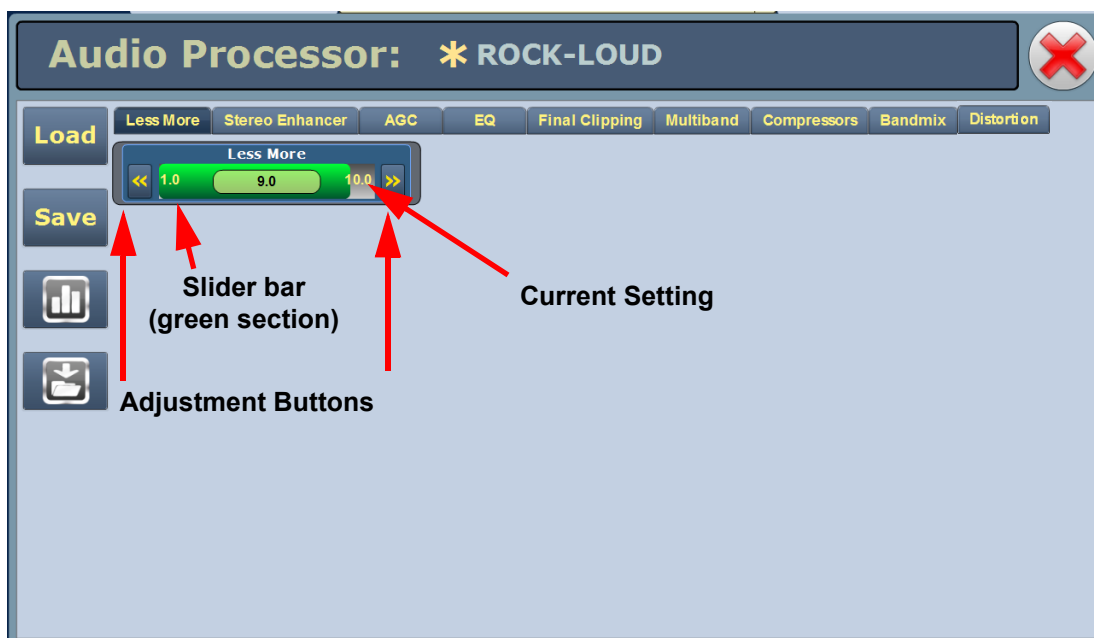 Audio Processor: * ROCK-LOUD
Load
Less More Stereo Enhancer AGC EQ Final Clipping Multiband Compressors Bandmix Distortion
Less More
« 1.0 9.0 10.0 »
Save
Slider bar
(green section)
Current Setting
Adjustment Buttons